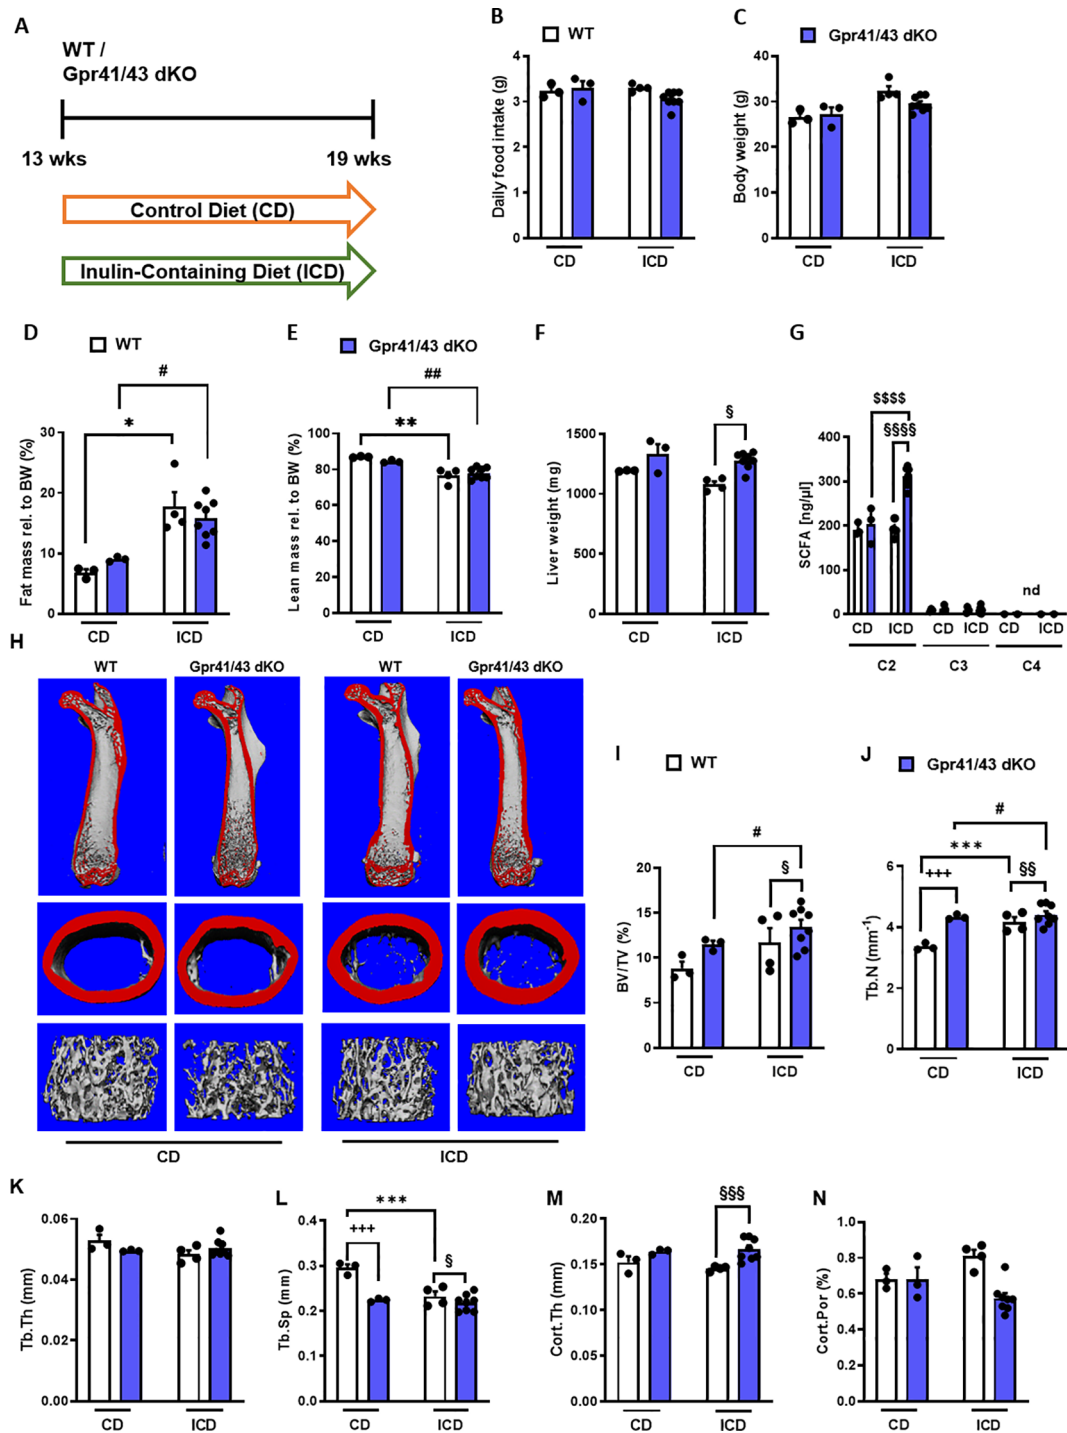 A
WT /
Gpr41/43 dKO
13 wks
19 wks
Control Diet (CD)
Inulin-Containing Diet (ICD)
B
WT
Daily food intake (g)
4
3
2
1
0
CD
ICD
C
Gpr41/43 dKO
Body weight (g)
40
30
20
10
0
CD
ICD
D
WT
#
*
Fat mass rel. to BW (%)
30
20
10
0
CD
ICD
E
Gpr41/43 dKO
##
**
Lean mass rel. to BW (%)
100
80
60
40
20
0
CD
ICD
F
§
Liver weight (mg)
1500
1000
500
0
CD
ICD
G
$$$$
§§§§
SCFA [ng/µl]
400
300
200
100
0
nd
CD ICD CD ICD CD ICD
C2 C3 C4
H
WT
Gpr41/43 dKO
WT
Gpr41/43 dKO
CD
ICD
I
WT
#
§
BV/TV (%)
20
15
10
5
0
CD
ICD
J
Gpr41/43 dKO
#
***
+++
§§
Tb.N (mm-1)
6
4
2
0
CD
ICD
K
Tb.Th (mm)
0.06
0.04
0.02
0.00
CD
ICD
L
***
+++
§
Tb.Sp (mm)
0.4
0.3
0.2
0.1
0.0
CD
ICD
M
§§§
Cort.Th (mm)
0.20
0.15
0.10
0.05
0.00
CD
ICD
N
Cort.Por (%)
1.0
0.8
0.6
0.4
0.2
0.0
CD
ICD